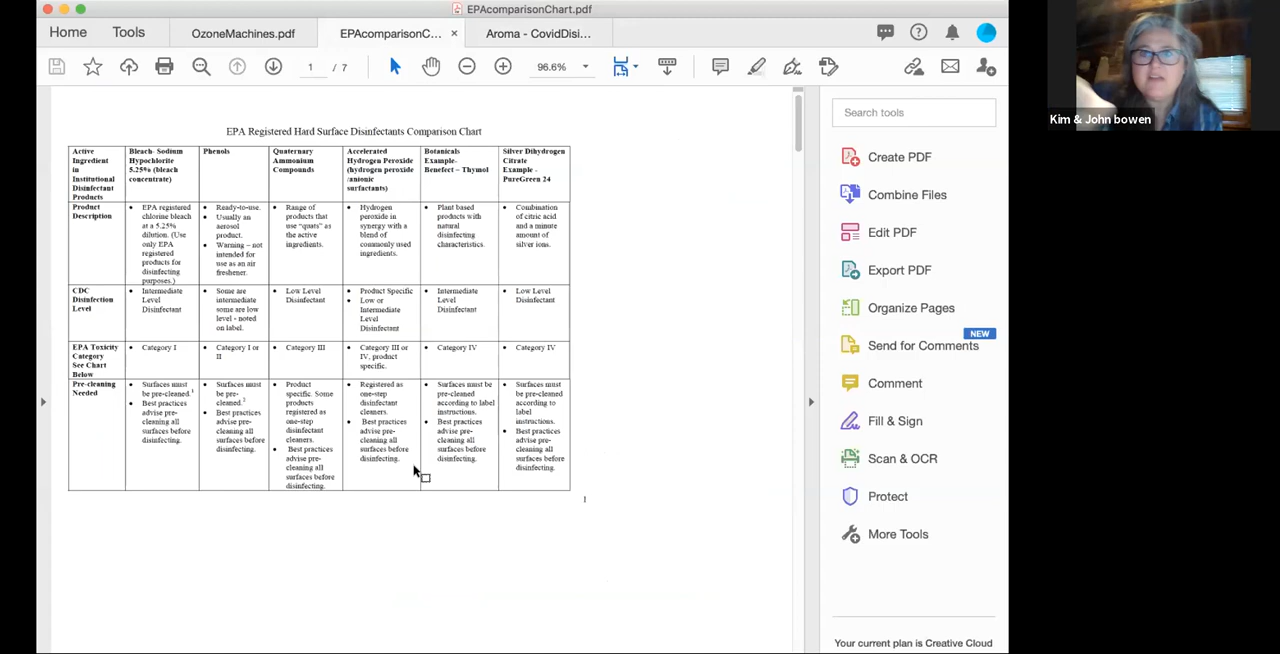 EPAcomparisonChart.pdf
Home
Tools
OzoneMachines.pdf
EPAcomparisonC...
×
Aroma - CovidDisi...
1 / 7
96.6%
Kim & John bowen
EPA Registered Hard Surface Disinfectants Comparison Chart
Active
Ingredient
in
Institutional
Disinfectant
Products
Bleach- Sodium
Hypochlorite
5.25% (bleach
concentrate)
Phenols
Quaternary
Ammonium
Compounds
Accelerated
Hydrogen Peroxide
(hydrogen peroxide
/anionic
surfactants)
Botanicals
Example-
Benefect – Thymol
Silver Dihydrogen
Citrate
Example -
PureGreen 24
Product
Description
• EPA registered
chlorine bleach
at a 5.25%
dilution. (Use
only EPA
registered
products for
disinfecting
purposes.)
• Ready-to-use.
• Usually an
aerosol
product.
• Warning – not
intended for
use as an air
freshener.
• Range of
products that
use "quats" as
the active
ingredients.
• Hydrogen
peroxide in
synergy with a
blend of
commonly used
ingredients.
• Plant based
products with
natural
disinfecting
characteristics.
• Combination
of citric acid
and a minute
amount of
silver ions.
CDC
Disinfection
Level
• Intermediate
Level
Disinfectant
• Some are
intermediate
some are low
level - noted
on label.
• Low Level
Disinfectant
• Product Specific
• Low or
Intermediate
Level
Disinfectant
• Intermediate
Level
Disinfectant
• Low Level
Disinfectant
EPA Toxicity
Category
See Chart
Below
• Category I
• Category I or
II
• Category III
• Category III or
IV, product
specific.
• Category IV
• Category IV
Pre-cleaning
Needed
• Surfaces must
be pre-
cleaned.1
• Best practices
advise pre-
cleaning all
surfaces before
disinfecting.
• Surfaces must
be pre-
cleaned.2
• Best practices
advise pre-
cleaning all
surfaces before
disinfecting.
• Product
specific. Some
products
registered as
one-step
disinfectant
cleaners.
• Best practices
advise pre-
cleaning all
surfaces before
disinfecting.
• Registered as
one-step
disinfectant
cleaners.
• Best practices
advise pre-
cleaning all
surfaces before
disinfecting.
• Surfaces must be
pre-cleaned
according to label
instructions.
• Best practices
advise pre-
cleaning all
surfaces before
disinfecting.
• Surfaces must
be pre-cleaned
according to
label
instructions.
• Best practices
advise pre-
cleaning all
surfaces before
disinfecting.
1
Search tools
Create PDF
Combine Files
Edit PDF
Export PDF
Organize Pages
NEW
Send for Comments
Comment
Fill & Sign
Scan & OCR
Protect
More Tools
Your current plan is Creative Cloud